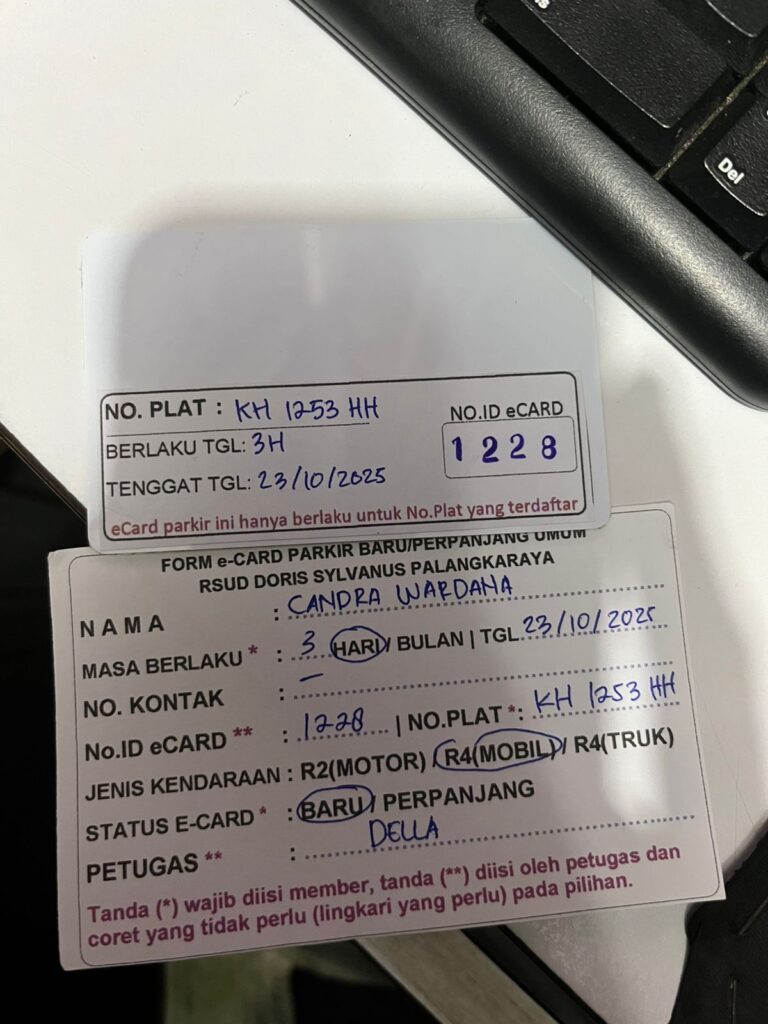 Del
NO. PLAT : KH 1253 HH
NO.ID eCARD
BERLAKU TGL: 3H
1228
TENGGAT TGL: 23/10/2025
eCard parkir ini hanya berlaku untuk No.Plat yang terdaftar
FORM e-CARD PARKIR BARU/PERPANJANG UMUM
RSUD DORIS SYLVANUS PALANGKARAYA
NAMA : CANDRA WARDANA
MASA BERLAKU * : 3 HARI/ BULAN | TGL 23/10/2025
NO. KONTAK : –
No.ID eCARD ** : 1228 | NO.PLAT *: KH 1253 HH
JENIS KENDARAAN : R2(MOTOR) / R4(MOBIL) / R4(TRUK)
STATUS E-CARD * : BARU / PERPANJANG
PETUGAS ** : DELLA
Tanda (*) wajib diisi member, tanda (**) diisi oleh petugas dan
coret yang tidak perlu (lingkari yang perlu) pada pilihan.